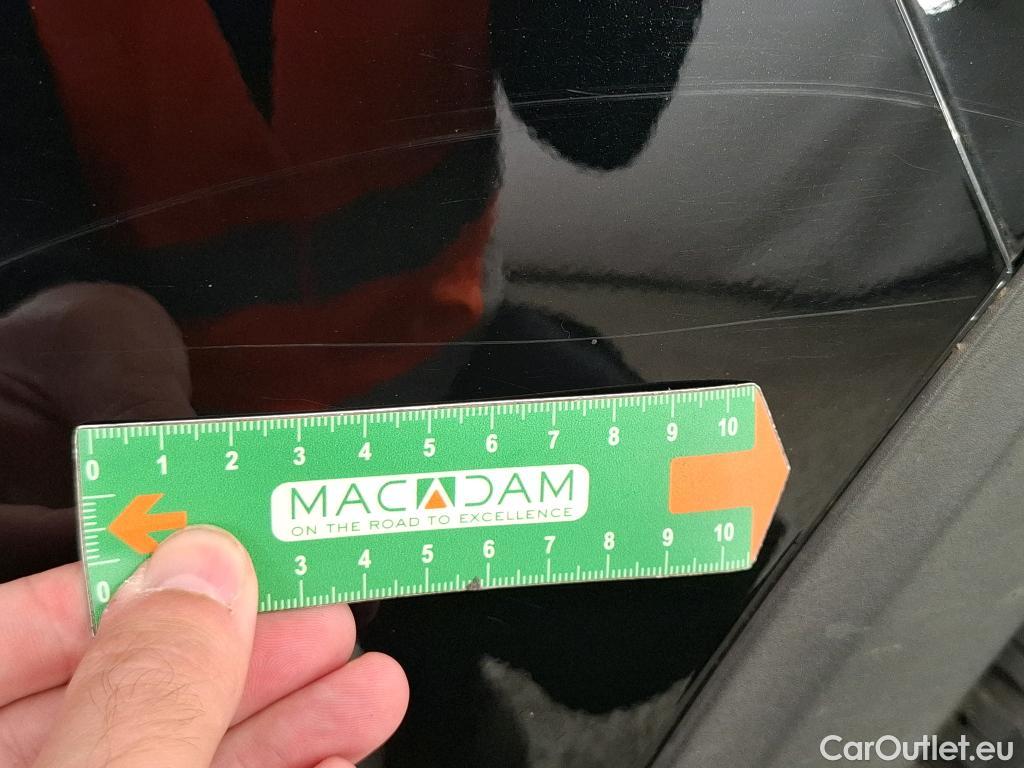 0 1 2 3 4 5 6 7 8 9 10
MACADAM
ON THE ROAD TO EXCELLENCE
0 3 4 5 6 7 8 9 10
CarOutlet.eu